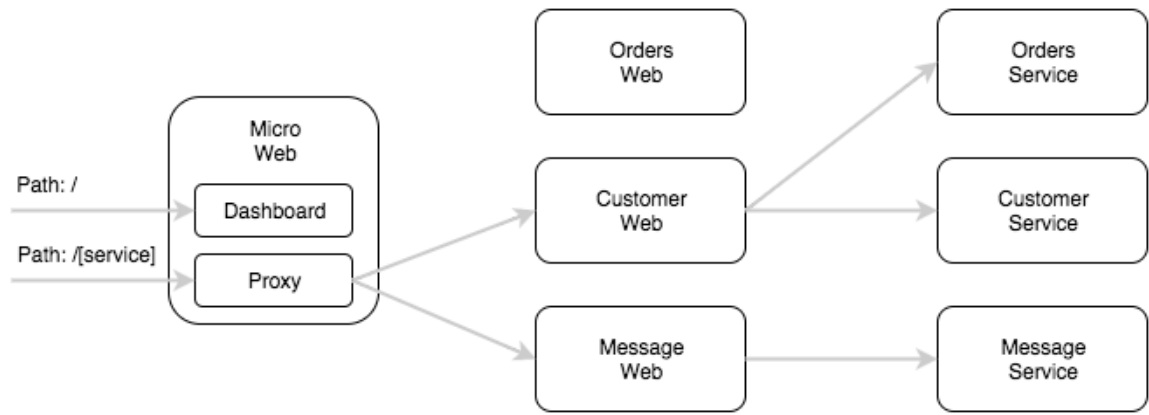 Micro
Web
Path: /
Dashboard
Path: /[service]
Proxy
Orders
Web
Customer
Web
Message
Web
Orders
Service
Customer
Service
Message
Service